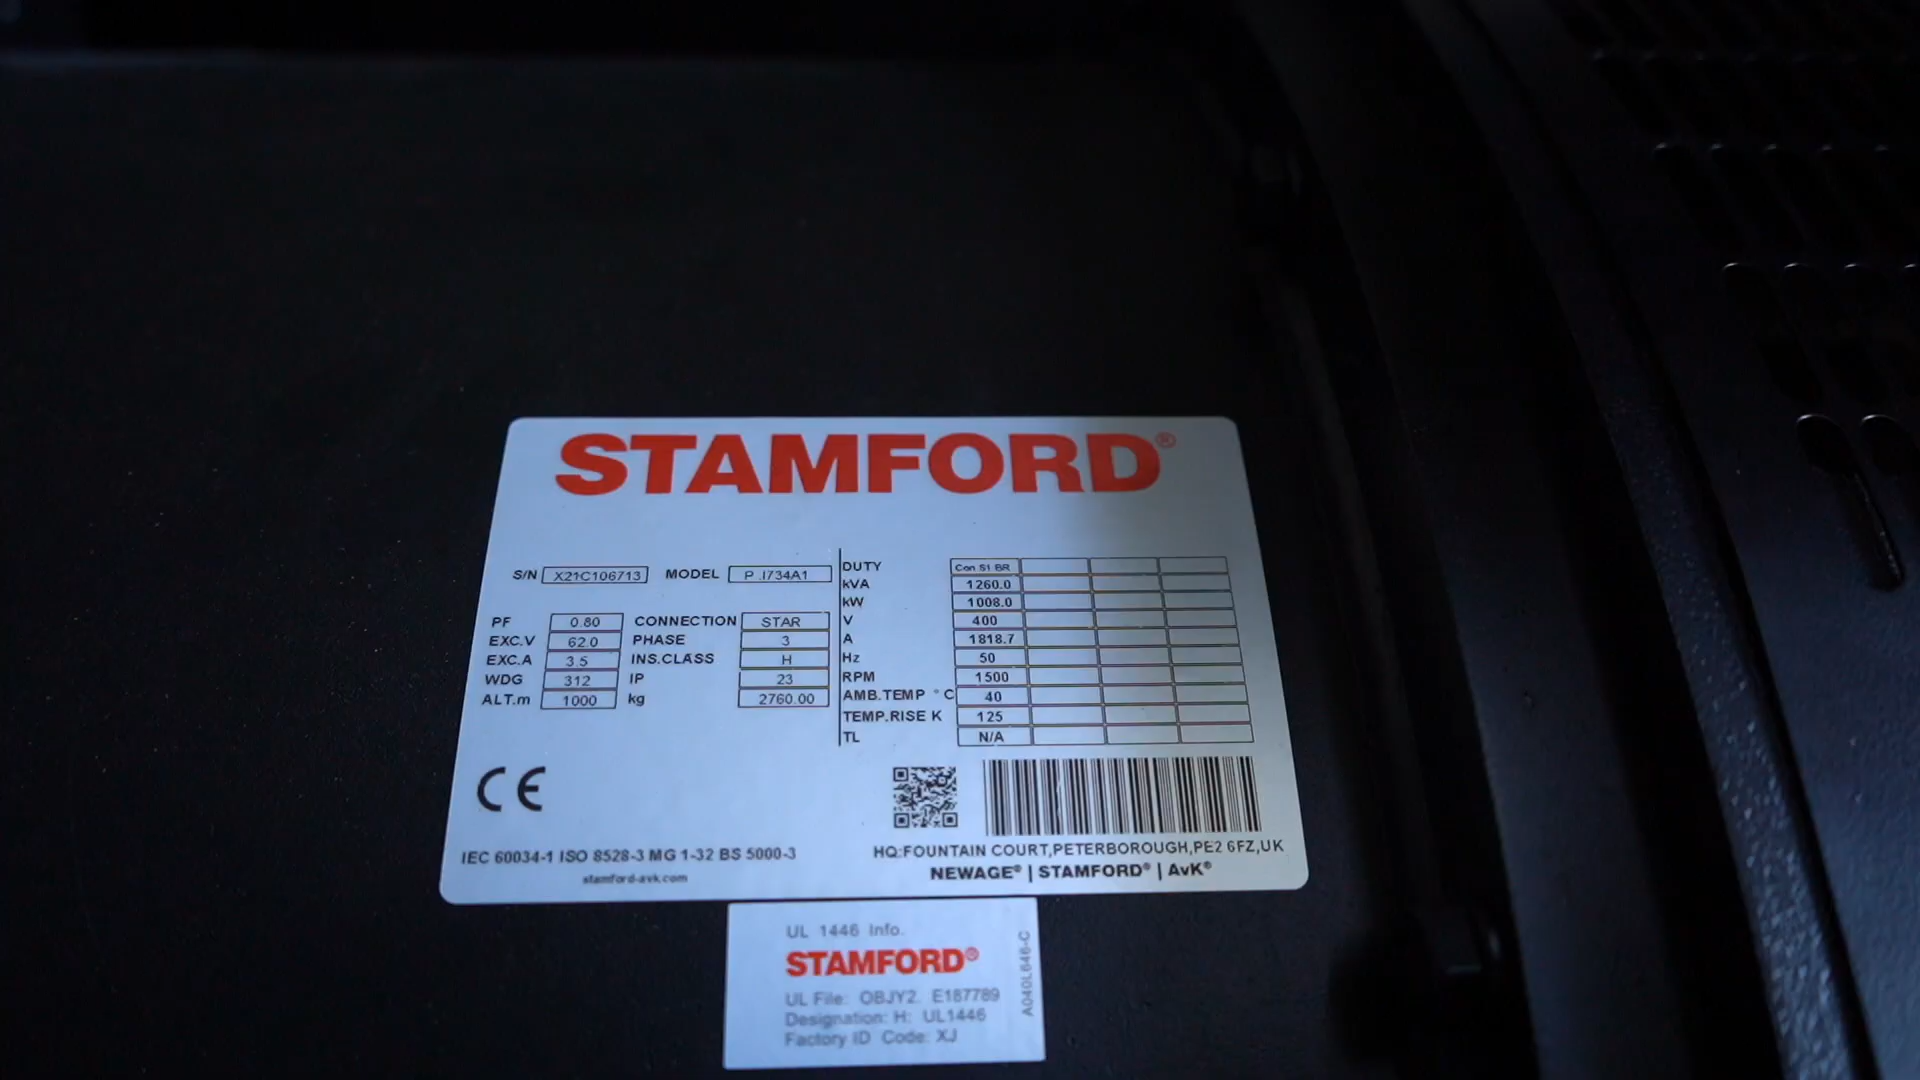 STAMFORD®
S/N X21C106713 MODEL P .I734A1
PF 0.80 CONNECTION STAR
EXC.V 62.0 PHASE 3
EXC.A 3.5 INS.CLASS H
WDG 312 IP 23
ALT.m 1000 kg 2760.00
DUTY Con S1 BR
kVA 1260.0
kW 1008.0
V 400
A 1818.7
Hz 50
RPM 1500
AMB.TEMP °C 40
TEMP.RISE K 125
TL N/A
CE
IEC 60034-1 ISO 8528-3 MG 1-32 BS 5000-3
stamford-avk.com
HQ:FOUNTAIN COURT,PETERBOROUGH,PE2 6FZ,UK
NEWAGE® | STAMFORD® | AvK®
UL 1446 Info.
STAMFORD®
UL File: OBJY2. E187789
Designation: H: UL1446
Factory ID Code: XJ
A040L646-C